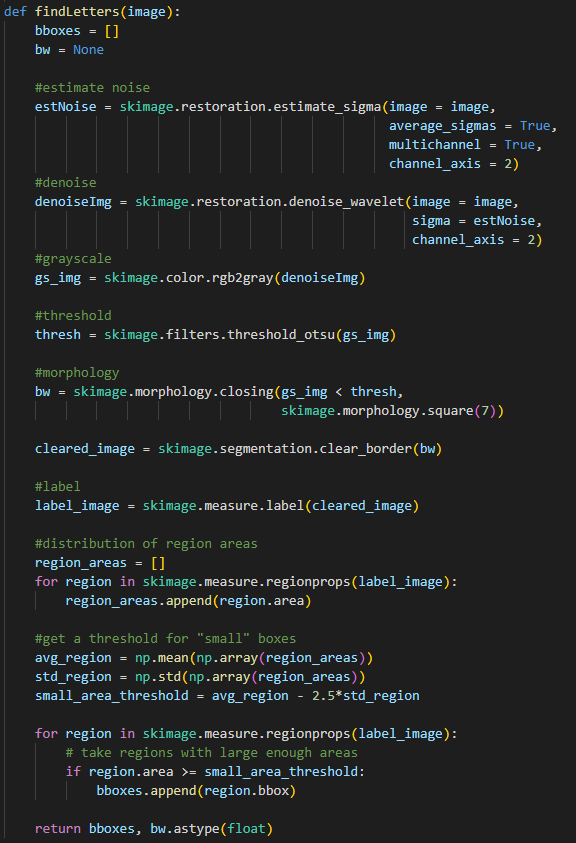 def findLetters(image):
    bboxes = []
    bw = None

    #estimate noise
    estNoise = skimage.restoration.estimate_sigma(image = image,
                                              average_sigmas = True,
                                              multichannel = True,
                                              channel_axis = 2)
    #denoise
    denoiseImg = skimage.restoration.denoise_wavelet(image = image,
                                                 sigma = estNoise,
                                                 channel_axis = 2)
    #grayscale
    gs_img = skimage.color.rgb2gray(denoiseImg)

    #threshold
    thresh = skimage.filters.threshold_otsu(gs_img)

    #morphology
    bw = skimage.morphology.closing(gs_img < thresh,
                                    skimage.morphology.square(7))

    cleared_image = skimage.segmentation.clear_border(bw)

    #label
    label_image = skimage.measure.label(cleared_image)

    #distribution of region areas
    region_areas = []
    for region in skimage.measure.regionprops(label_image):
        region_areas.append(region.area)

    #get a threshold for "small" boxes
    avg_region = np.mean(np.array(region_areas))
    std_region = np.std(np.array(region_areas))
    small_area_threshold = avg_region - 2.5*std_region

    for region in skimage.measure.regionprops(label_image):
        # take regions with large enough areas
        if region.area >= small_area_threshold:
            bboxes.append(region.bbox)

    return bboxes, bw.astype(float)